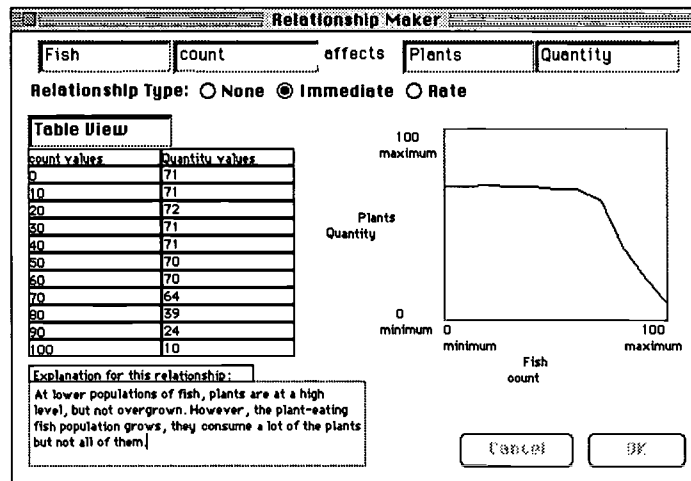 Relationship Maker
Fish count affects Plants Quantity
Relationship Type: None Immediate Rate
Table View
count values Quantity values
0 71
10 71
20 72
30 71
40 71
50 70
60 70
70 64
80 39
90 24
100 10
100
maximum
Plants
Quantity
0
minimum
0 100
minimum maximum
Fish
count
Explanation for this relationship:
At lower populations of fish, plants are at a high
level, but not overgrown. However, the plant-eating
fish population grows, they consume a lot of the plants
but not all of them.
Cancel OK